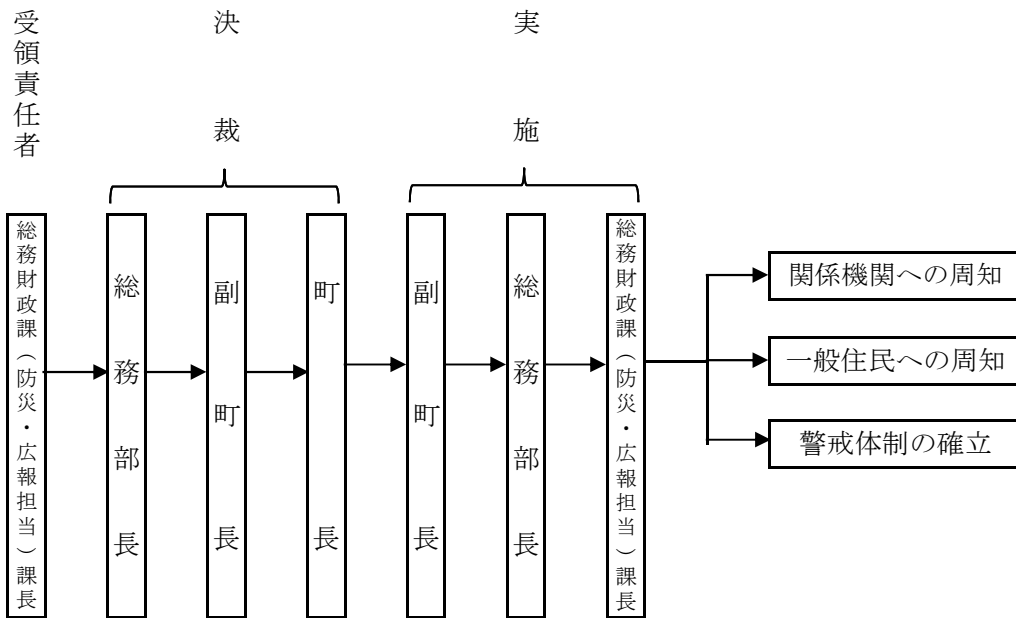 受領責任者
決裁
実施
総務財政課（防災・広報担当）課長
総務部長
副町長
町長
副町長
総務部長
総務財政課（防災・広報担当）課長
関係機関への周知
一般住民への周知
警戒体制の確立